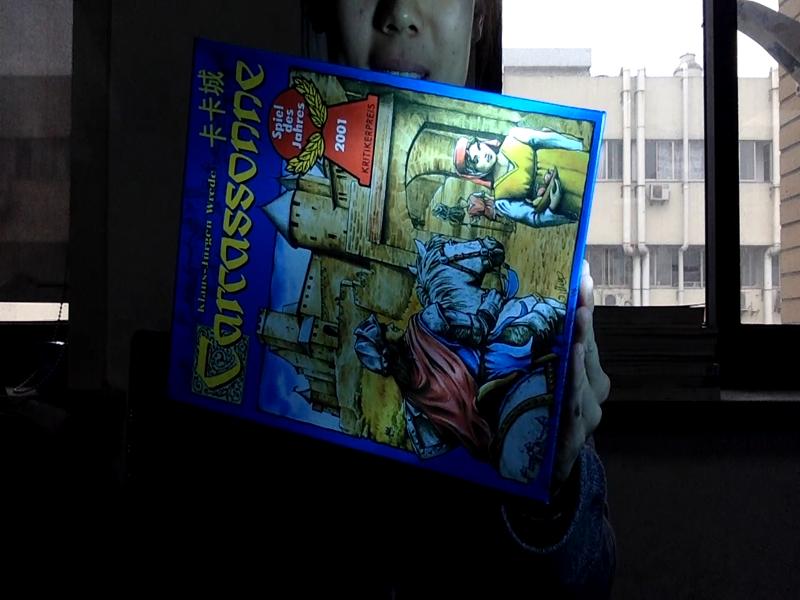 卡卡城
Klaus-Jürgen Wrede
Carcassonne
Spiel
des
Jahres
2001
KRITIKERPREIS